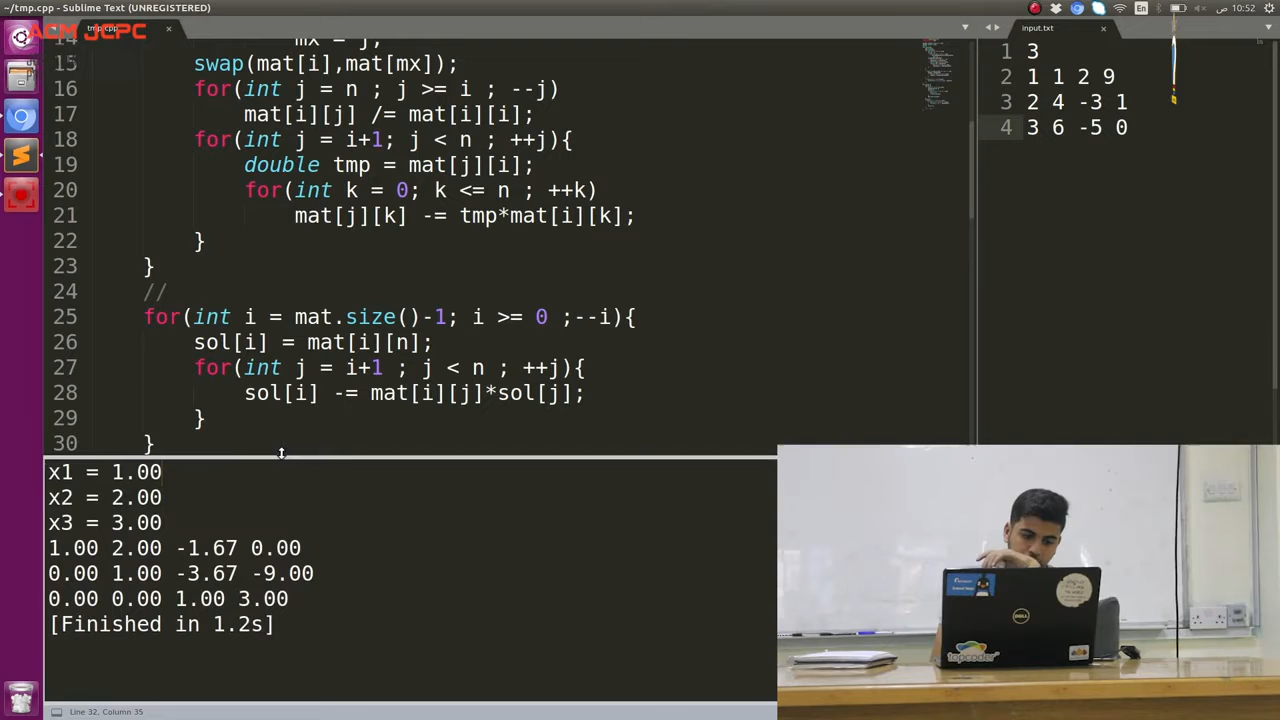 ~/tmp.cpp - Sublime Text (UNREGISTERED)
En
10:52 ص
ACM JCPC
tmp.cpp ×
input.txt ×
14 mx = j;
15 swap(mat[i],mat[mx]);
16 for(int j = n ; j >= i ; --j)
17 mat[i][j] /= mat[i][i];
18 for(int j = i+1; j < n ; ++j){
19 double tmp = mat[j][i];
20 for(int k = 0; k <= n ; ++k)
21 mat[j][k] -= tmp*mat[i][k];
22 }
23 }
24 //
25 for(int i = mat.size()-1; i >= 0 ;--i){
26 sol[i] = mat[i][n];
27 for(int j = i+1 ; j < n ; ++j){
28 sol[i] -= mat[i][j]*sol[j];
29 }
30 }
1 3
2 1 1 2 9
3 2 4 -3 1
4 3 6 -5 0
x1 = 1.00
x2 = 2.00
x3 = 3.00
1.00 2.00 -1.67 0.00
0.00 1.00 -3.67 -9.00
0.00 0.00 1.00 3.00
[Finished in 1.2s]
DELL
topcoder
Line 32, Column 35